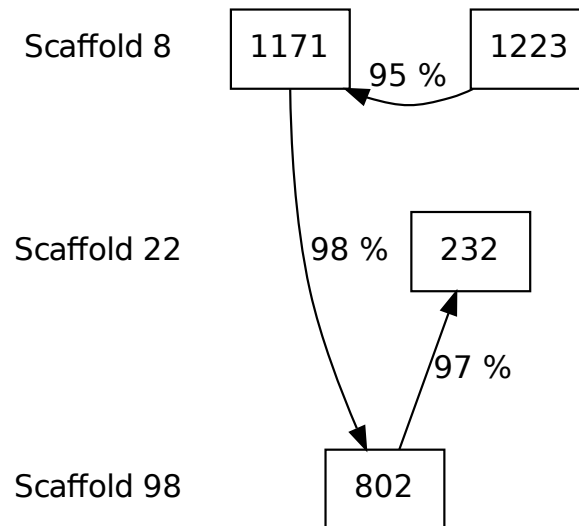 Scaffold 8 1171 95 % 1223
98 %
Scaffold 22 232
97 %
Scaffold 98 802